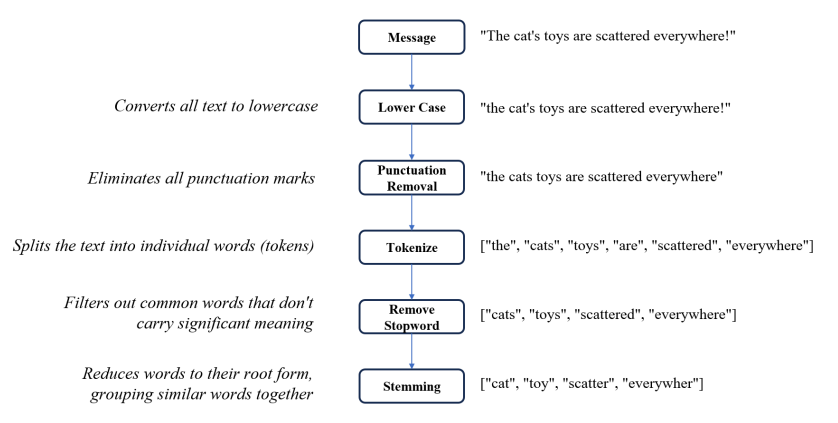 Message
"The cat's toys are scattered everywhere!"
Converts all text to lowercase
Lower Case
"the cat's toys are scattered everywhere!"
Eliminates all punctuation marks
Punctuation
Removal
"the cats toys are scattered everywhere"
Splits the text into individual words (tokens)
Tokenize
["the", "cats", "toys", "are", "scattered", "everywhere"]
Filters out common words that don't
carry significant meaning
Remove
Stopword
["cats", "toys", "scattered", "everywhere"]
Reduces words to their root form,
grouping similar words together
Stemming
["cat", "toy", "scatter", "everywher"]